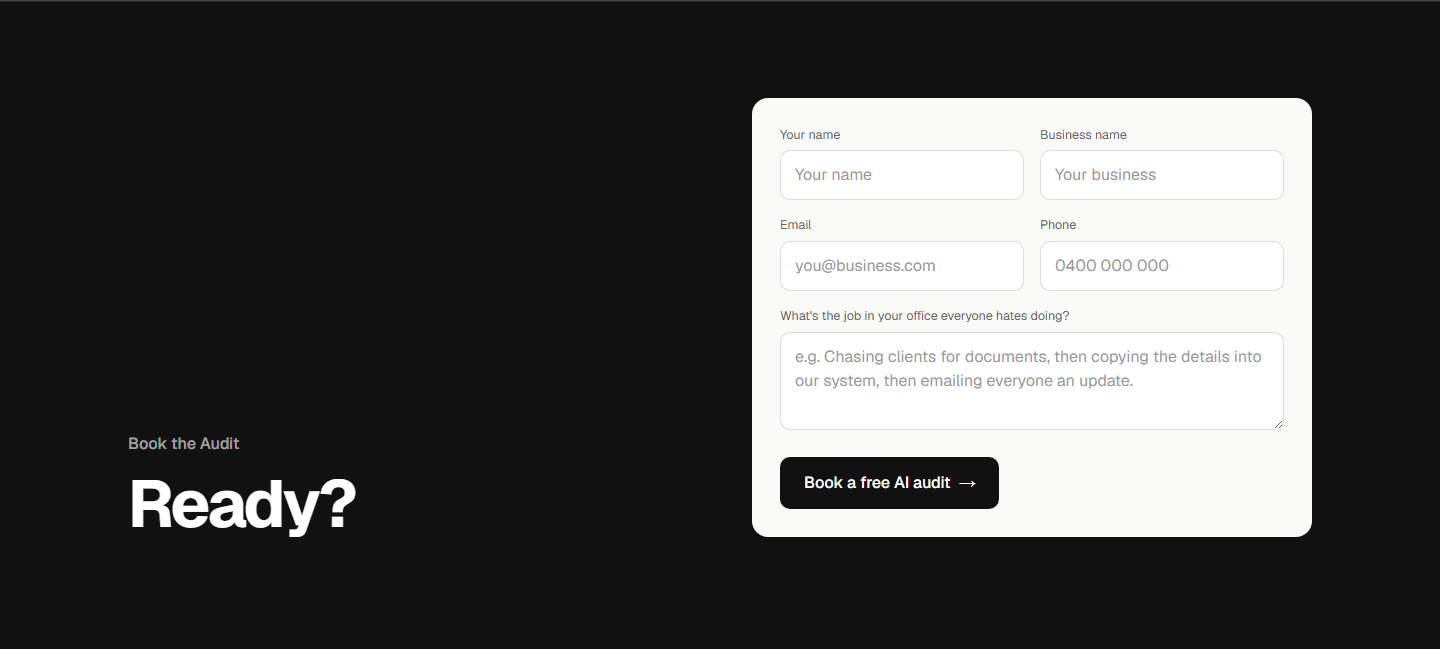 Book the Audit
Ready?
Your name
Your name
Business name
Your business
Email
you@business.com
Phone
0400 000 000
What's the job in your office everyone hates doing?
e.g. Chasing clients for documents, then copying the details into
our system, then emailing everyone an update.
Book a free AI audit →